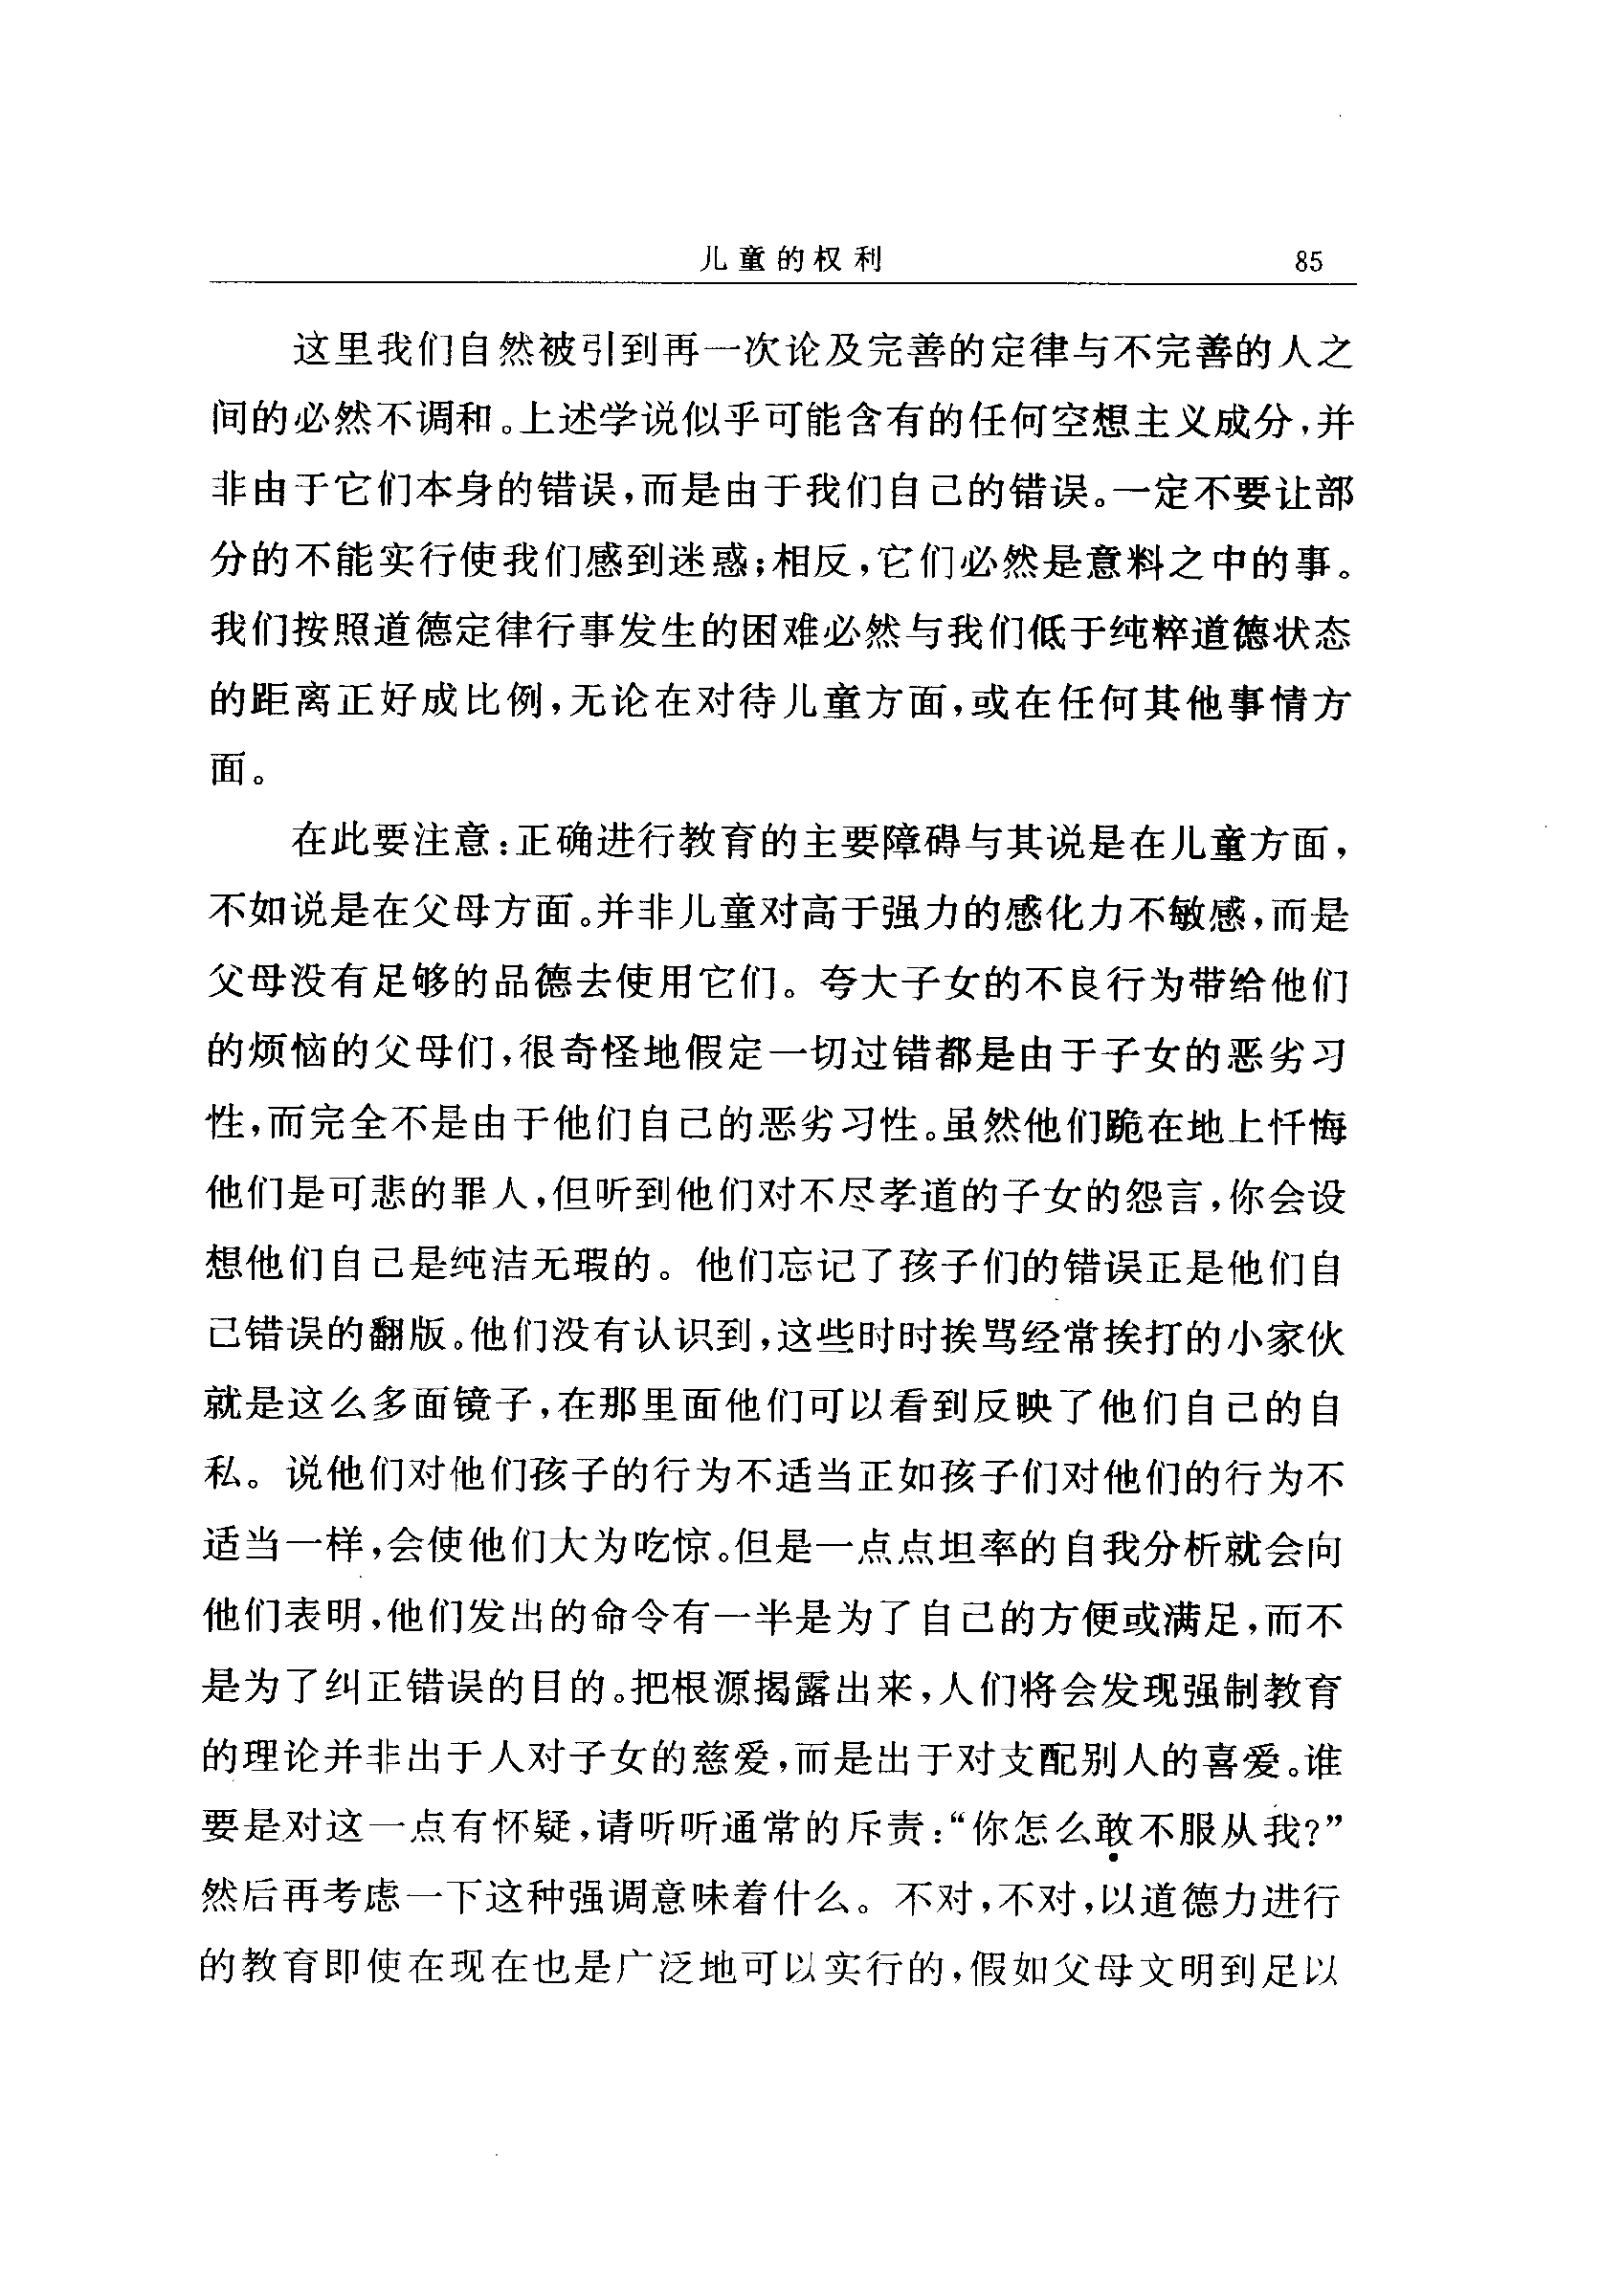 儿童的权利 85
这里我们自然被引到再一次论及完善的定律与不完善的人之
间的必然不调和。上述学说似乎可能含有的任何空想主义成分,并
非由于它们本身的错误,而是由于我们自己的错误。一定不要让部
分的不能实行使我们感到迷惑;相反,它们必然是意料之中的事。
我们按照道德定律行事发生的困难必然与我们低于纯粹道德状态
的距离正好成比例,无论在对待儿童方面,或在任何其他事情方
面。
在此要注意:正确进行教育的主要障碍与其说是在儿童方面,
不如说是在父母方面。并非儿童对高于强力的感化力不敏感,而是
父母没有足够的品德去使用它们。夸大子女的不良行为带给他们
的烦恼的父母们,很奇怪地假定一切过错都是由于子女的恶劣习
性,而完全不是由于他们自己的恶劣习性。虽然他们跪在地上忏悔
他们是可悲的罪人,但听到他们对不尽孝道的子女的怨言,你会设
想他们自己是纯洁无瑕的。他们忘记了孩子们的错误正是他们自
己错误的翻版。他们没有认识到,这些时时挨骂经常挨打的小家伙
就是这么多面镜子,在那里面他们可以看到反映了他们自己的自
私。说他们对他们孩子的行为不适当正如孩子们对他们的行为不
适当一样,会使他们大为吃惊。但是一点点坦率的自我分析就会向
他们表明,他们发出的命令有一半是为了自己的方便或满足,而不
是为了纠正错误的目的。把根源揭露出来,人们将会发现强制教育
的理论并非出于人对子女的慈爱,而是出于对支配别人的喜爱。谁
要是对这一点有怀疑,请听听通常的斥责:“你怎么敢不服从我?”
然后再考虑一下这种强调意味着什么。不对,不对,以道德力进行
的教育即使在现在也是广泛地可以实行的,假如父母文明到足以